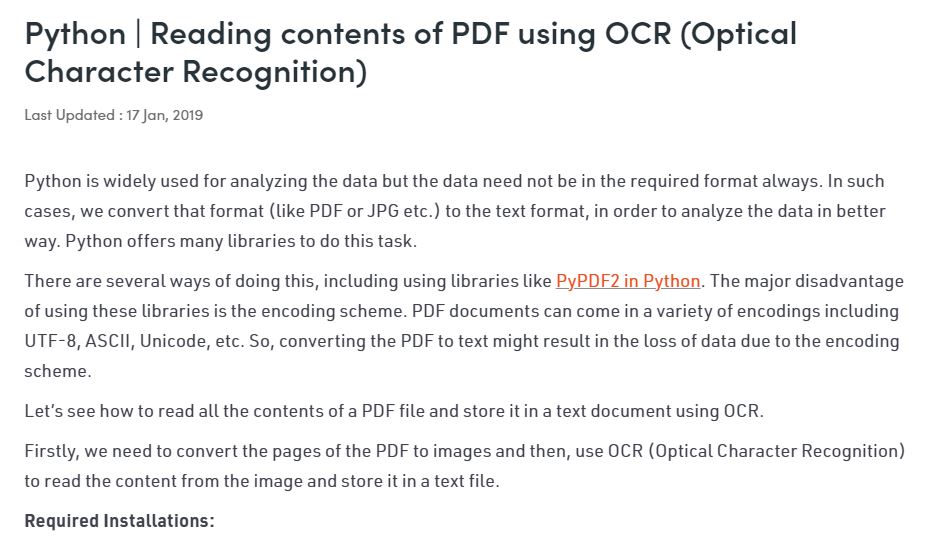 Python | Reading contents of PDF using OCR (Optical
Character Recognition)
Last Updated : 17 Jan, 2019
Python is widely used for analyzing the data but the data need not be in the required format always. In such
cases, we convert that format (like PDF or JPG etc.) to the text format, in order to analyze the data in better
way. Python offers many libraries to do this task.
There are several ways of doing this, including using libraries like PyPDF2 in Python. The major disadvantage
of using these libraries is the encoding scheme. PDF documents can come in a variety of encodings including
UTF-8, ASCII, Unicode, etc. So, converting the PDF to text might result in the loss of data due to the encoding
scheme.
Let’s see how to read all the contents of a PDF file and store it in a text document using OCR.
Firstly, we need to convert the pages of the PDF to images and then, use OCR (Optical Character Recognition)
to read the content from the image and store it in a text file.
Required Installations: